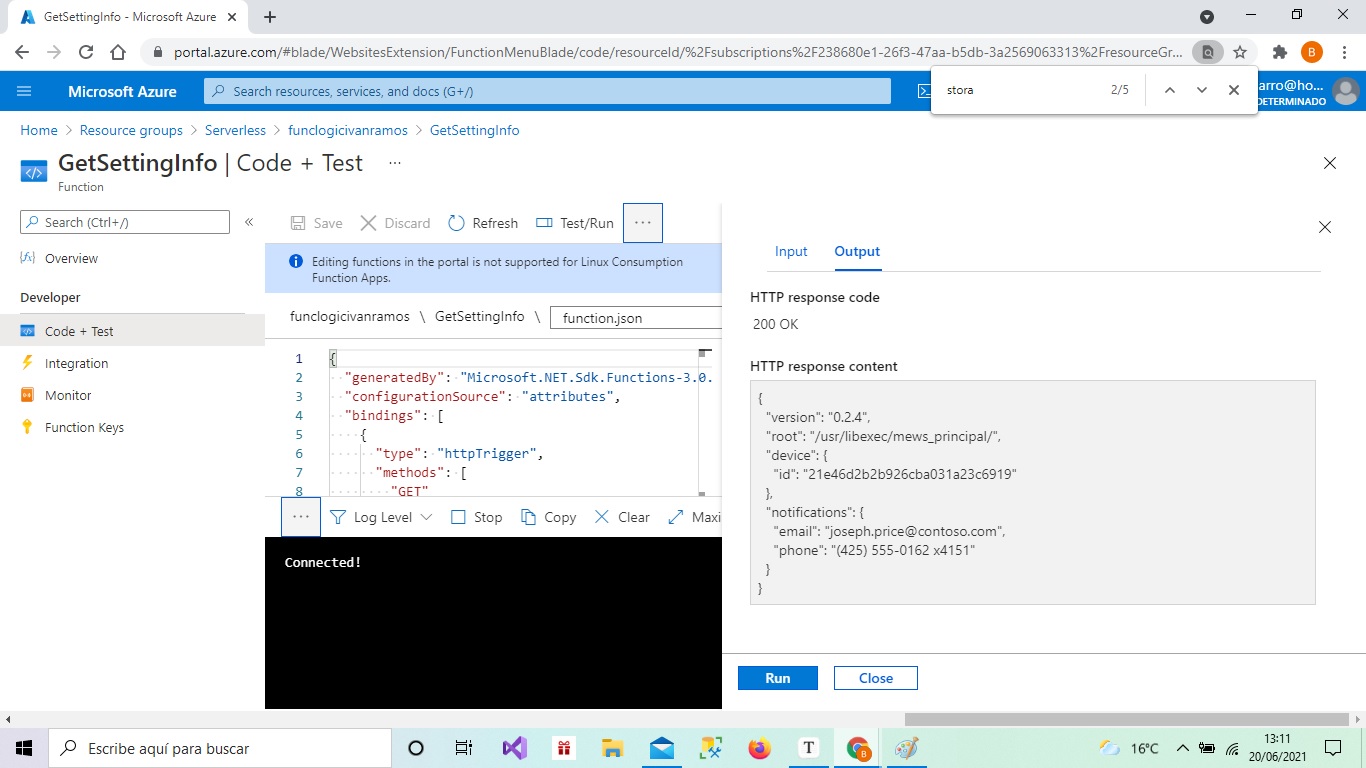 GetSettingInfo - Microsoft Azure
portal.azure.com/#blade/WebsitesExtension/FunctionMenuBlade/code/resourceId/%2Fsubscriptions%2F238680e1-26f3-47aa-b5db-3a2569063313%2FresourceGr...
B
stora 2/5
Microsoft Azure
Search resources, services, and docs (G+/)
arro@ho...
DETERMINADO
Home > Resource groups > Serverless > funclogicivanramos > GetSettingInfo
GetSettingInfo | Code + Test ...
Function
Search (Ctrl+/) «
Overview
Developer
Code + Test
Integration
Monitor
Function Keys
Save Discard Refresh Test/Run ...
Editing functions in the portal is not supported for Linux Consumption
Function Apps.
funclogicivanramos \ GetSettingInfo \ function.json
1 {
2 "generatedBy": "Microsoft.NET.Sdk.Functions-3.0.
3 "configurationSource": "attributes",
4 "bindings": [
5 {
6 "type": "httpTrigger",
7 "methods": [
8 "GET"
... Log Level Stop Copy Clear Maxi
Connected!
Input Output
HTTP response code
200 OK
HTTP response content
{
"version": "0.2.4",
"root": "/usr/libexec/mews_principal/",
"device": {
"id": "21e46d2b2b926cba031a23c6919"
},
"notifications": {
"email": "joseph.price@contoso.com",
"phone": "(425) 555-0162 x4151"
}
}
Run Close
Escribe aquí para buscar
T
B
16°C
13:11
20/06/2021